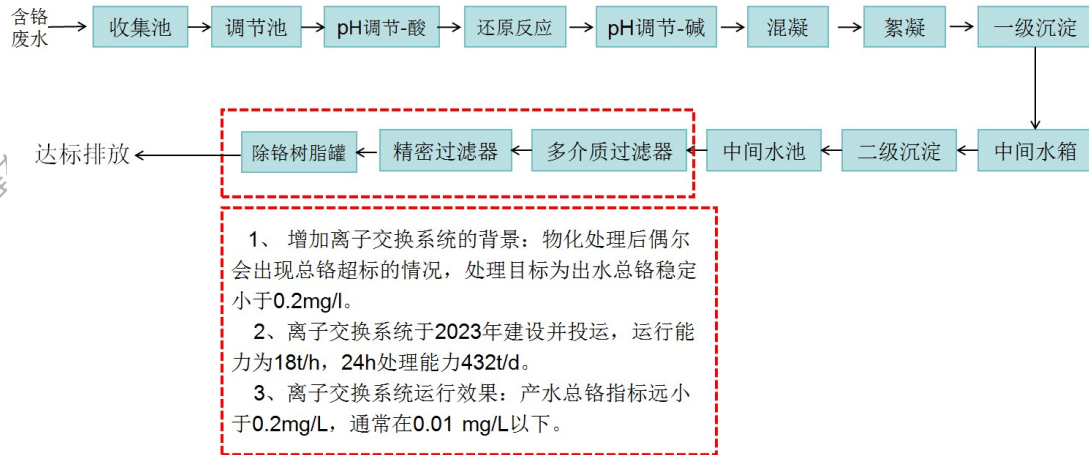 含铬
废水
收集池
调节池
pH调节-酸
还原反应
pH调节-碱
混凝
絮凝
一级沉淀
中间水箱
二级沉淀
中间水池
多介质过滤器
精密过滤器
除铬树脂罐
达标排放
1、 增加离子交换系统的背景：物化处理后偶尔
会出现总铬超标的情况，处理目标为出水总铬稳定
小于0.2mg/l。
2、离子交换系统于2023年建设并投运，运行能
力为18t/h，24h处理能力432t/d。
3、离子交换系统运行效果：产水总铬指标远小
于0.2mg/L，通常在0.01 mg/L以下。